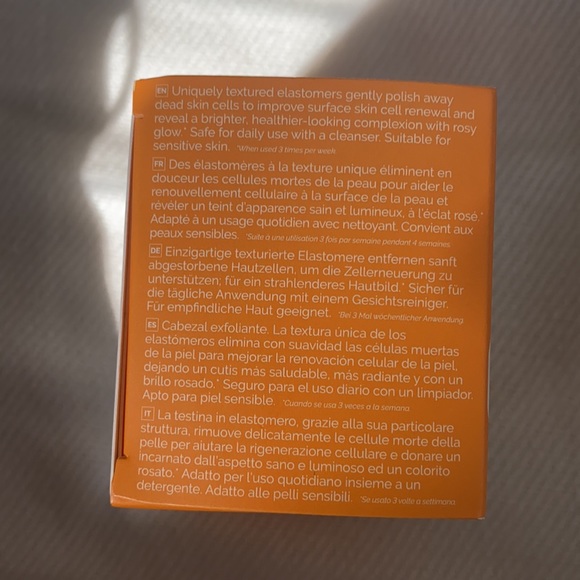 EN Uniquely textured elastomers gently polish away
dead skin cells to improve surface skin cell renewal and
reveal a brighter, healthier-looking complexion with rosy
glow.* Safe for daily use with a cleanser. Suitable for
sensitive skin. *When used 3 times per week
FR Des élastomères à la texture unique éliminent en
douceur les cellules mortes de la peau pour aider le
renouvellement cellulaire à la surface de la peau et
révéler un teint d'apparence sain et lumineux, à l'éclat rosé.*
Adapté à un usage quotidien avec nettoyant. Convient aux
peaux sensibles. *Suite à une utilisation 3 fois par semaine pendant 4 semaines
DE Einzigartige texturierte Elastomere entfernen sanft
abgestorbene Hautzellen, um die Zellerneuerung zu
unterstützen; für ein strahlenderes Hautbild.* Sicher für
die tägliche Anwendung mit einem Gesichtsreiniger.
Für empfindliche Haut geeignet. *Bei 3 Mal wöchentlicher Anwendung
ES Cabezal exfoliante. La textura única de los
elastómeros elimina con suavidad las células muertas
de la piel para mejorar la renovación celular de la piel,
dejando un cutis más saludable, más radiante y con un
brillo rosado.* Seguro para el uso diario con un limpiador.
Apto para piel sensible. *Cuando se usa 3 veces a la semana
IT La testina in elastomero, grazie alla sua particolare
struttura, rimuove delicatamente le cellule morte della
pelle per aiutare la rigenerazione cellulare e donare un
incarnato dall'aspetto sano e luminoso ed un colorito
rosato.* Adatto per l'uso quotidiano insieme a un
detergente. Adatto alle pelli sensibili. *Se usato 3 volte a settimana